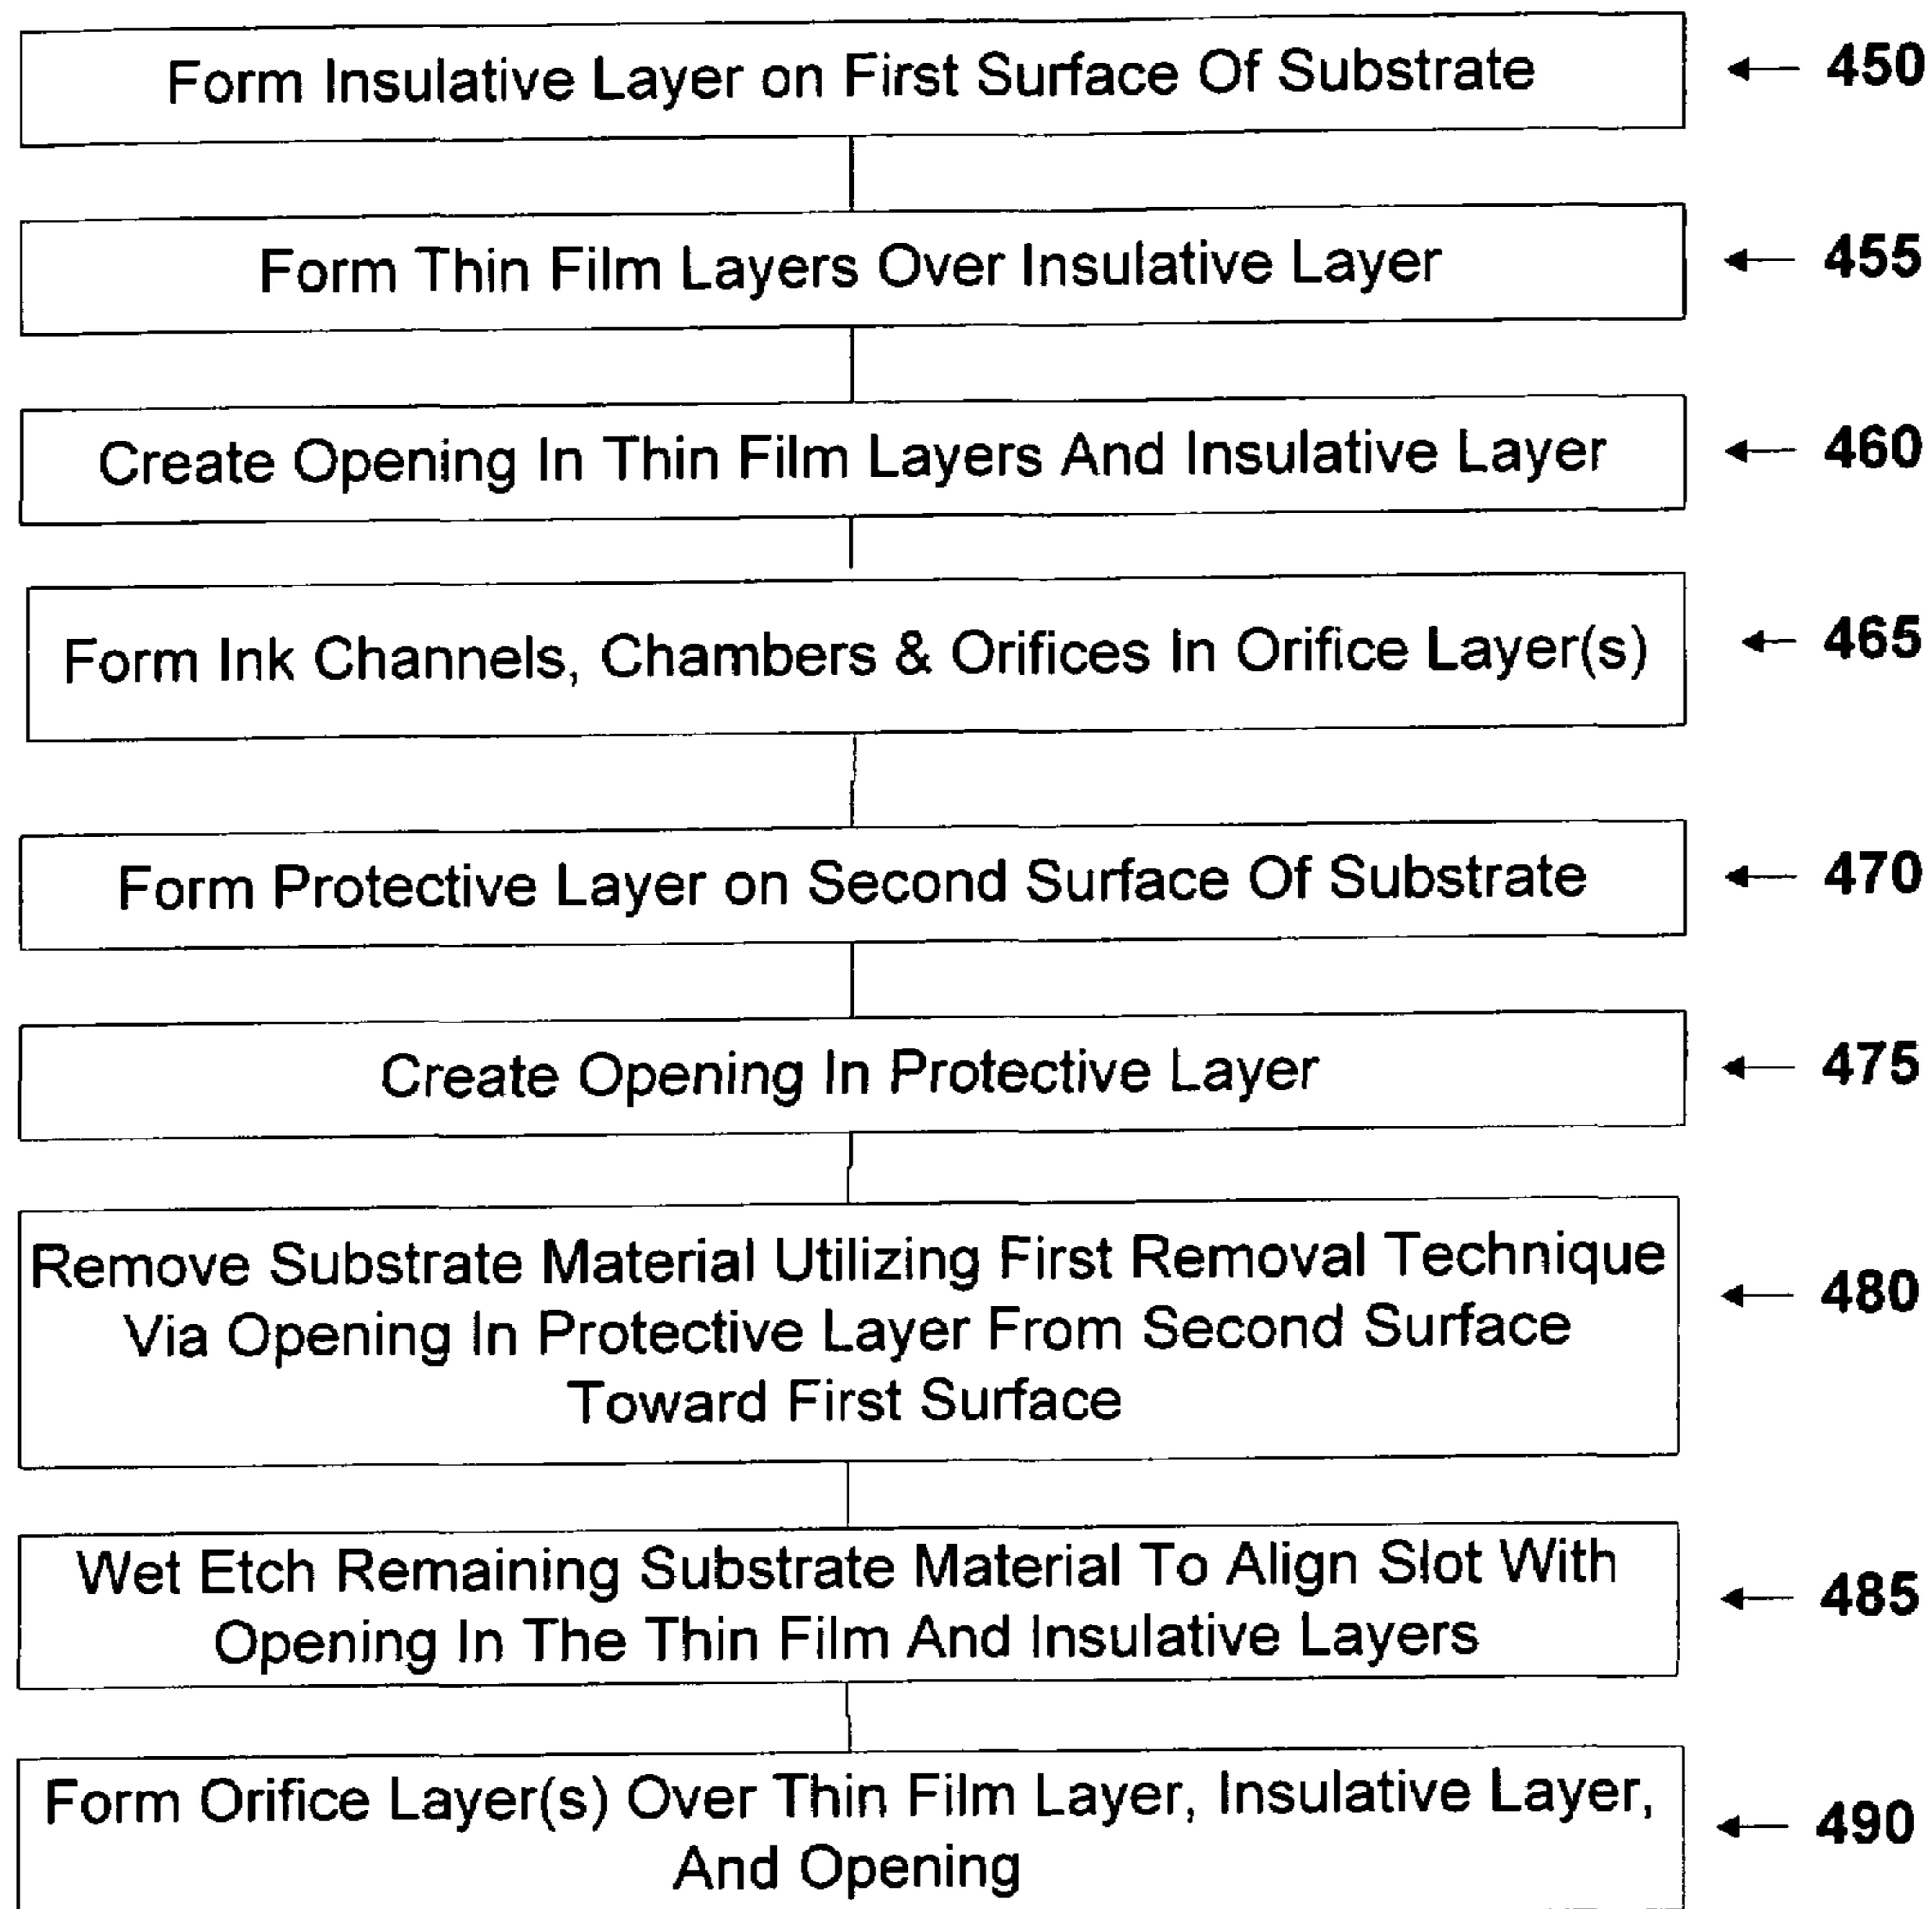 Form Insulative Layer on First Surface Of Substrate
450
Form Thin Film Layers Over Insulative Layer
455
Create Opening In Thin Film Layers And Insulative Layer
460
Form Ink Channels, Chambers & Orifices In Orifice Layer(s)
465
Form Protective Layer on Second Surface Of Substrate
470
Create Opening In Protective Layer
475
Remove Substrate Material Utilizing First Removal Technique
Via Opening In Protective Layer From Second Surface
Toward First Surface
480
Wet Etch Remaining Substrate Material To Align Slot With
Opening In The Thin Film And Insulative Layers
485
Form Orifice Layer(s) Over Thin Film Layer, Insulative Layer,
And Opening
490